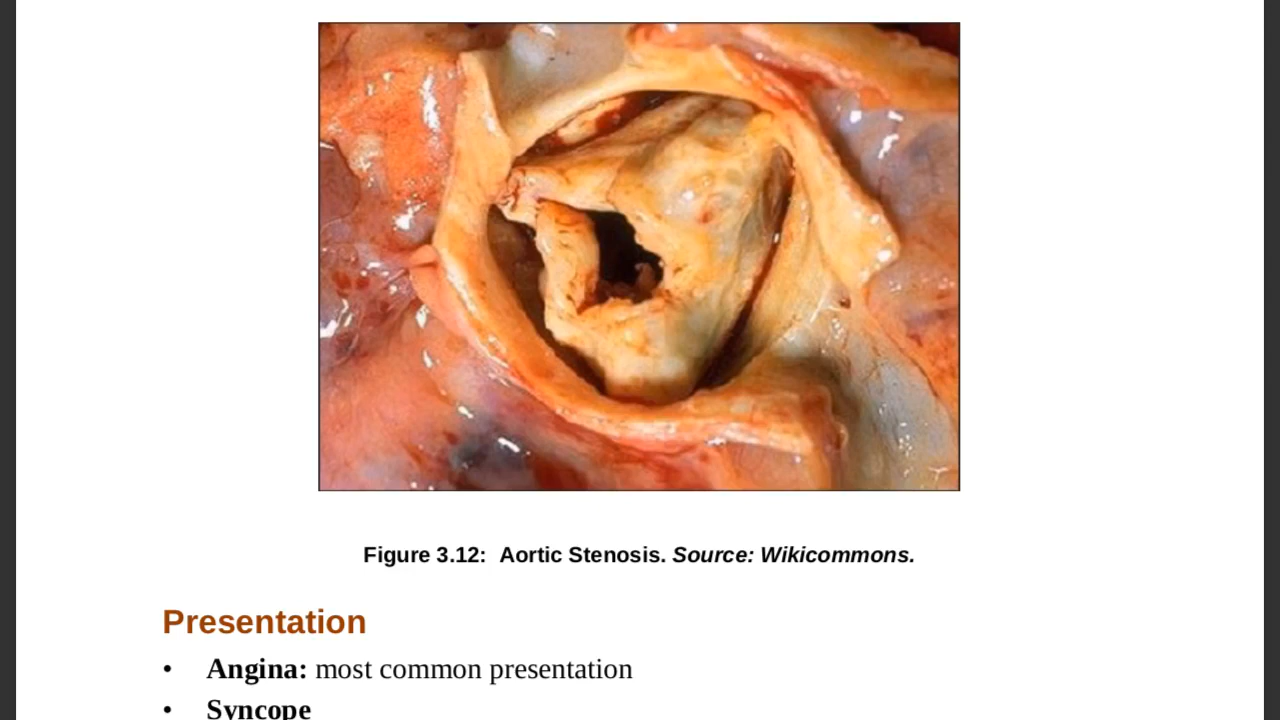 Figure 3.12: Aortic Stenosis. Source: Wikicommons.
Presentation
• Angina: most common presentation
• Syncope